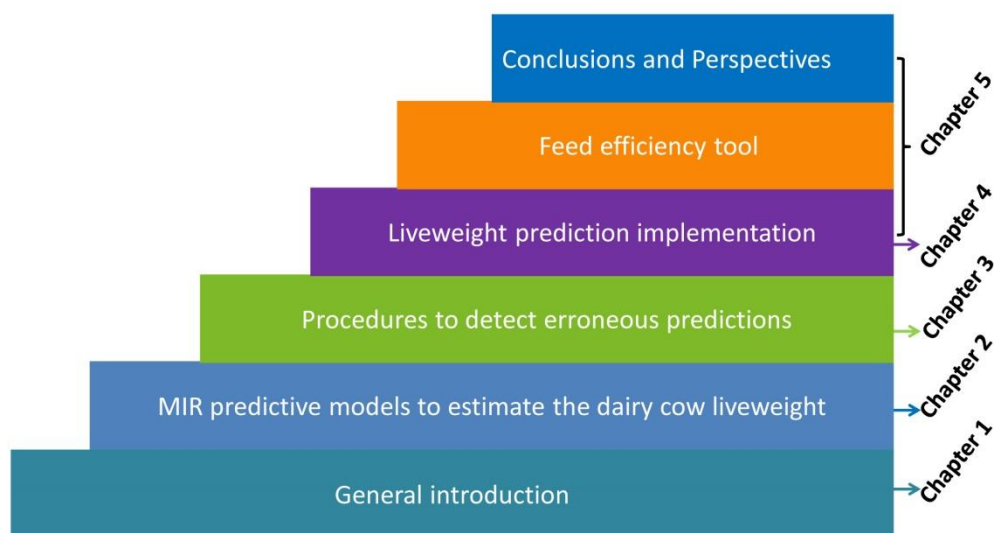 Conclusions and Perspectives
Feed efficiency tool
Liveweight prediction implementation
Procedures to detect erroneous predictions
MIR predictive models to estimate the dairy cow liveweight
General introduction
Chapter 5
Chapter 4
Chapter 3
Chapter 2
Chapter 1